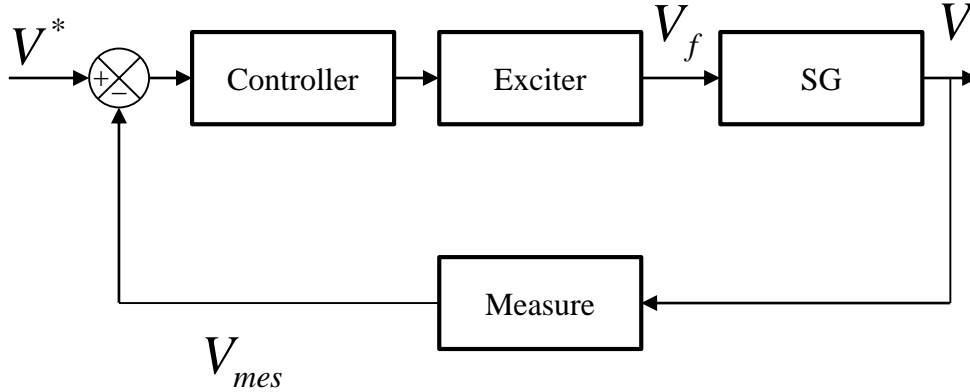 V*
V_f
V
+
−
Controller
Exciter
SG
Measure
V_mes